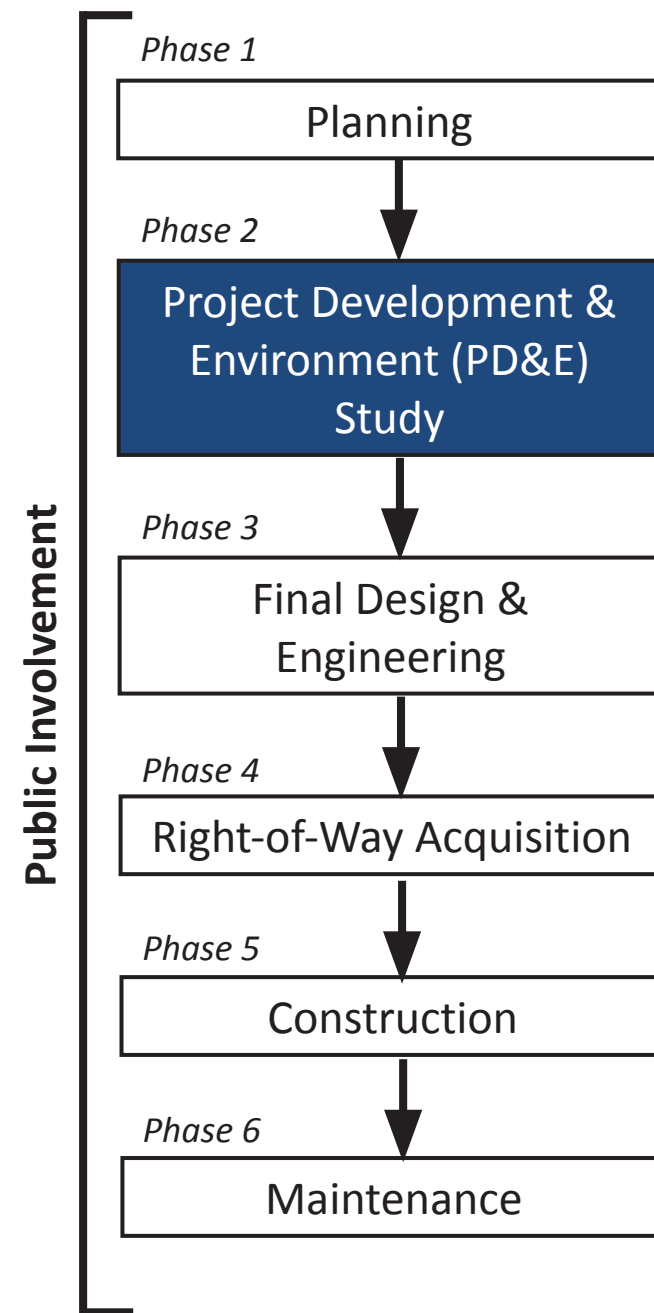 Public Involvement
Phase 1
Planning
Phase 2
Project Development &
Environment (PD&E)
Study
Phase 3
Final Design &
Engineering
Phase 4
Right-of-Way Acquisition
Phase 5
Construction
Phase 6
Maintenance